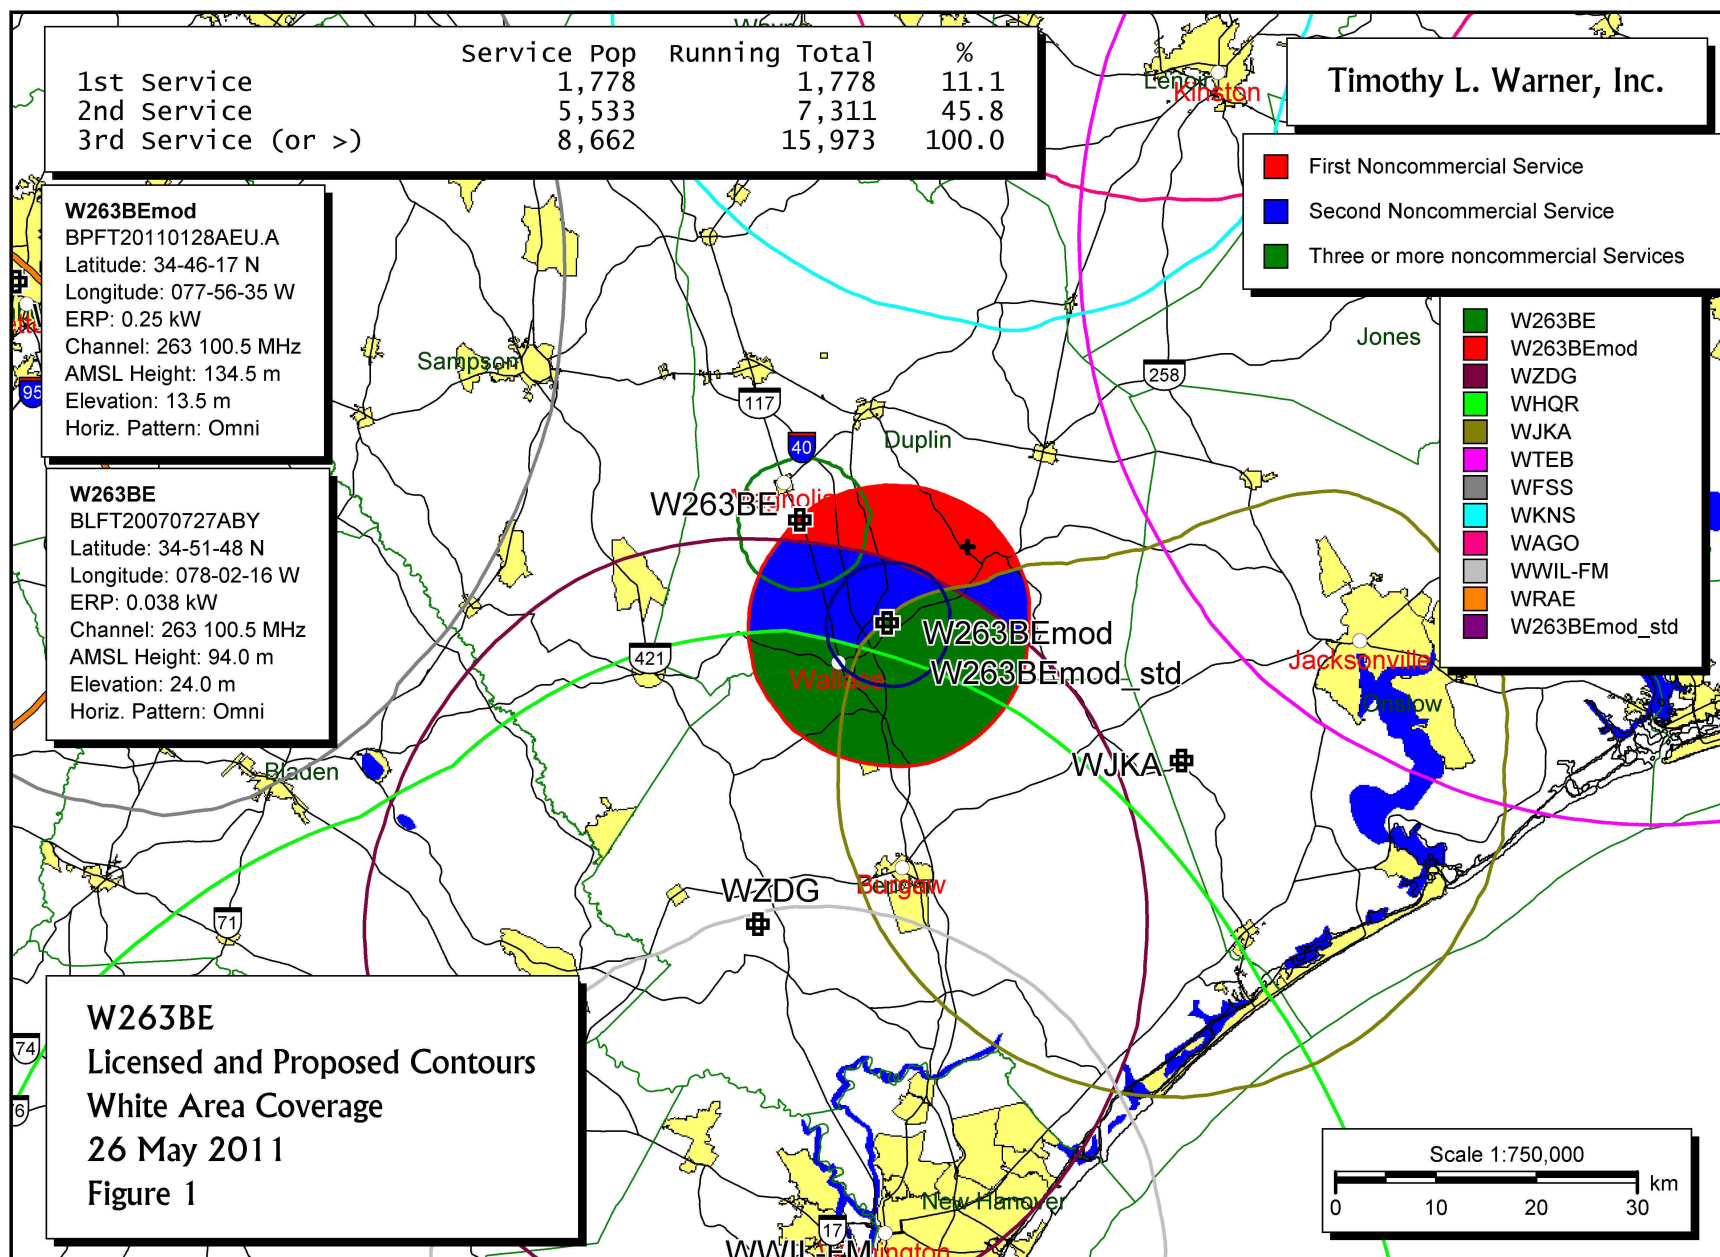 Service Pop Running Total %
1st Service 1,778 1,778 11.1
2nd Service 5,533 7,311 45.8
3rd Service (or >) 8,662 15,973 100.0
Timothy L. Warner, Inc.
First Noncommercial Service
Second Noncommercial Service
Three or more noncommercial Services
W263BE
W263BEmod
WZDG
WHQR
WJKA
WTEB
WFSS
WKNS
WAGO
WWIL-FM
WRAE
W263BEmod_std
W263BEmod
BPFT20110128AEU.A
Latitude: 34-46-17 N
Longitude: 077-56-35 W
ERP: 0.25 kW
Channel: 263 100.5 MHz
AMSL Height: 134.5 m
Elevation: 13.5 m
Horiz. Pattern: Omni
W263BE
BLFT20070727ABY
Latitude: 34-51-48 N
Longitude: 078-02-16 W
ERP: 0.038 kW
Channel: 263 100.5 MHz
AMSL Height: 94.0 m
Elevation: 24.0 m
Horiz. Pattern: Omni
Lenoir
Kinston
Jones
Sampson
95
258
117
40
Duplin
W263BE
Magnolia
W263BEmod
W263BEmod_std
421
Wallace
Jacksonville
Onslow
WJKA
Bladen
WZDG
Burgaw
71
74
New Hanover
17
WWIL-FM
W263BE
Licensed and Proposed Contours
White Area Coverage
26 May 2011
Figure 1
Scale 1:750,000
km
0 10 20 30